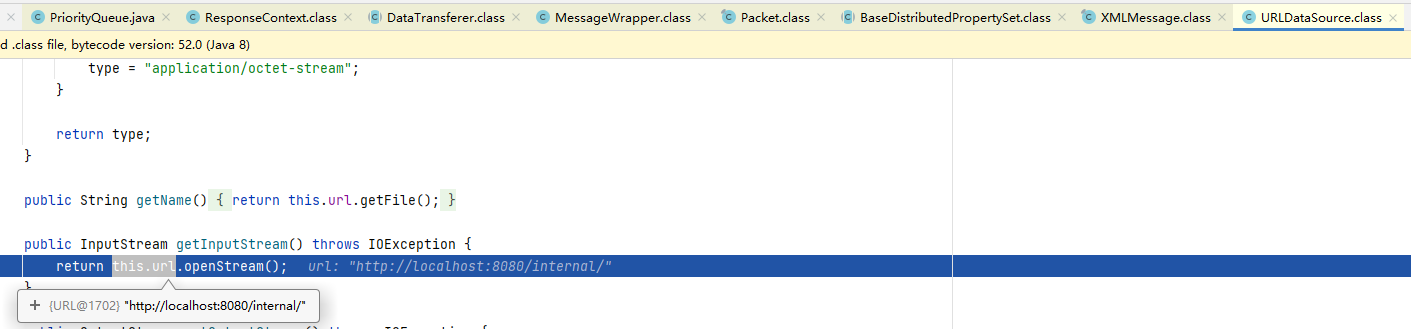 PriorityQueue.java ResponseContext.class DataTransferer.class MessageWrapper.class Packet.class BaseDistributedPropertySet.class XMLMessage.class URLDataSource.class
d .class file, bytecode version: 52.0 (Java 8)
type = "application/octet-stream";
}
return type;
}
public String getName() { return this.url.getFile(); }
public InputStream getInputStream() throws IOException {
return this.url.openStream(); url: "http://localhost:8080/internal/"
}
{URL@1702} "http://localhost:8080/internal/"